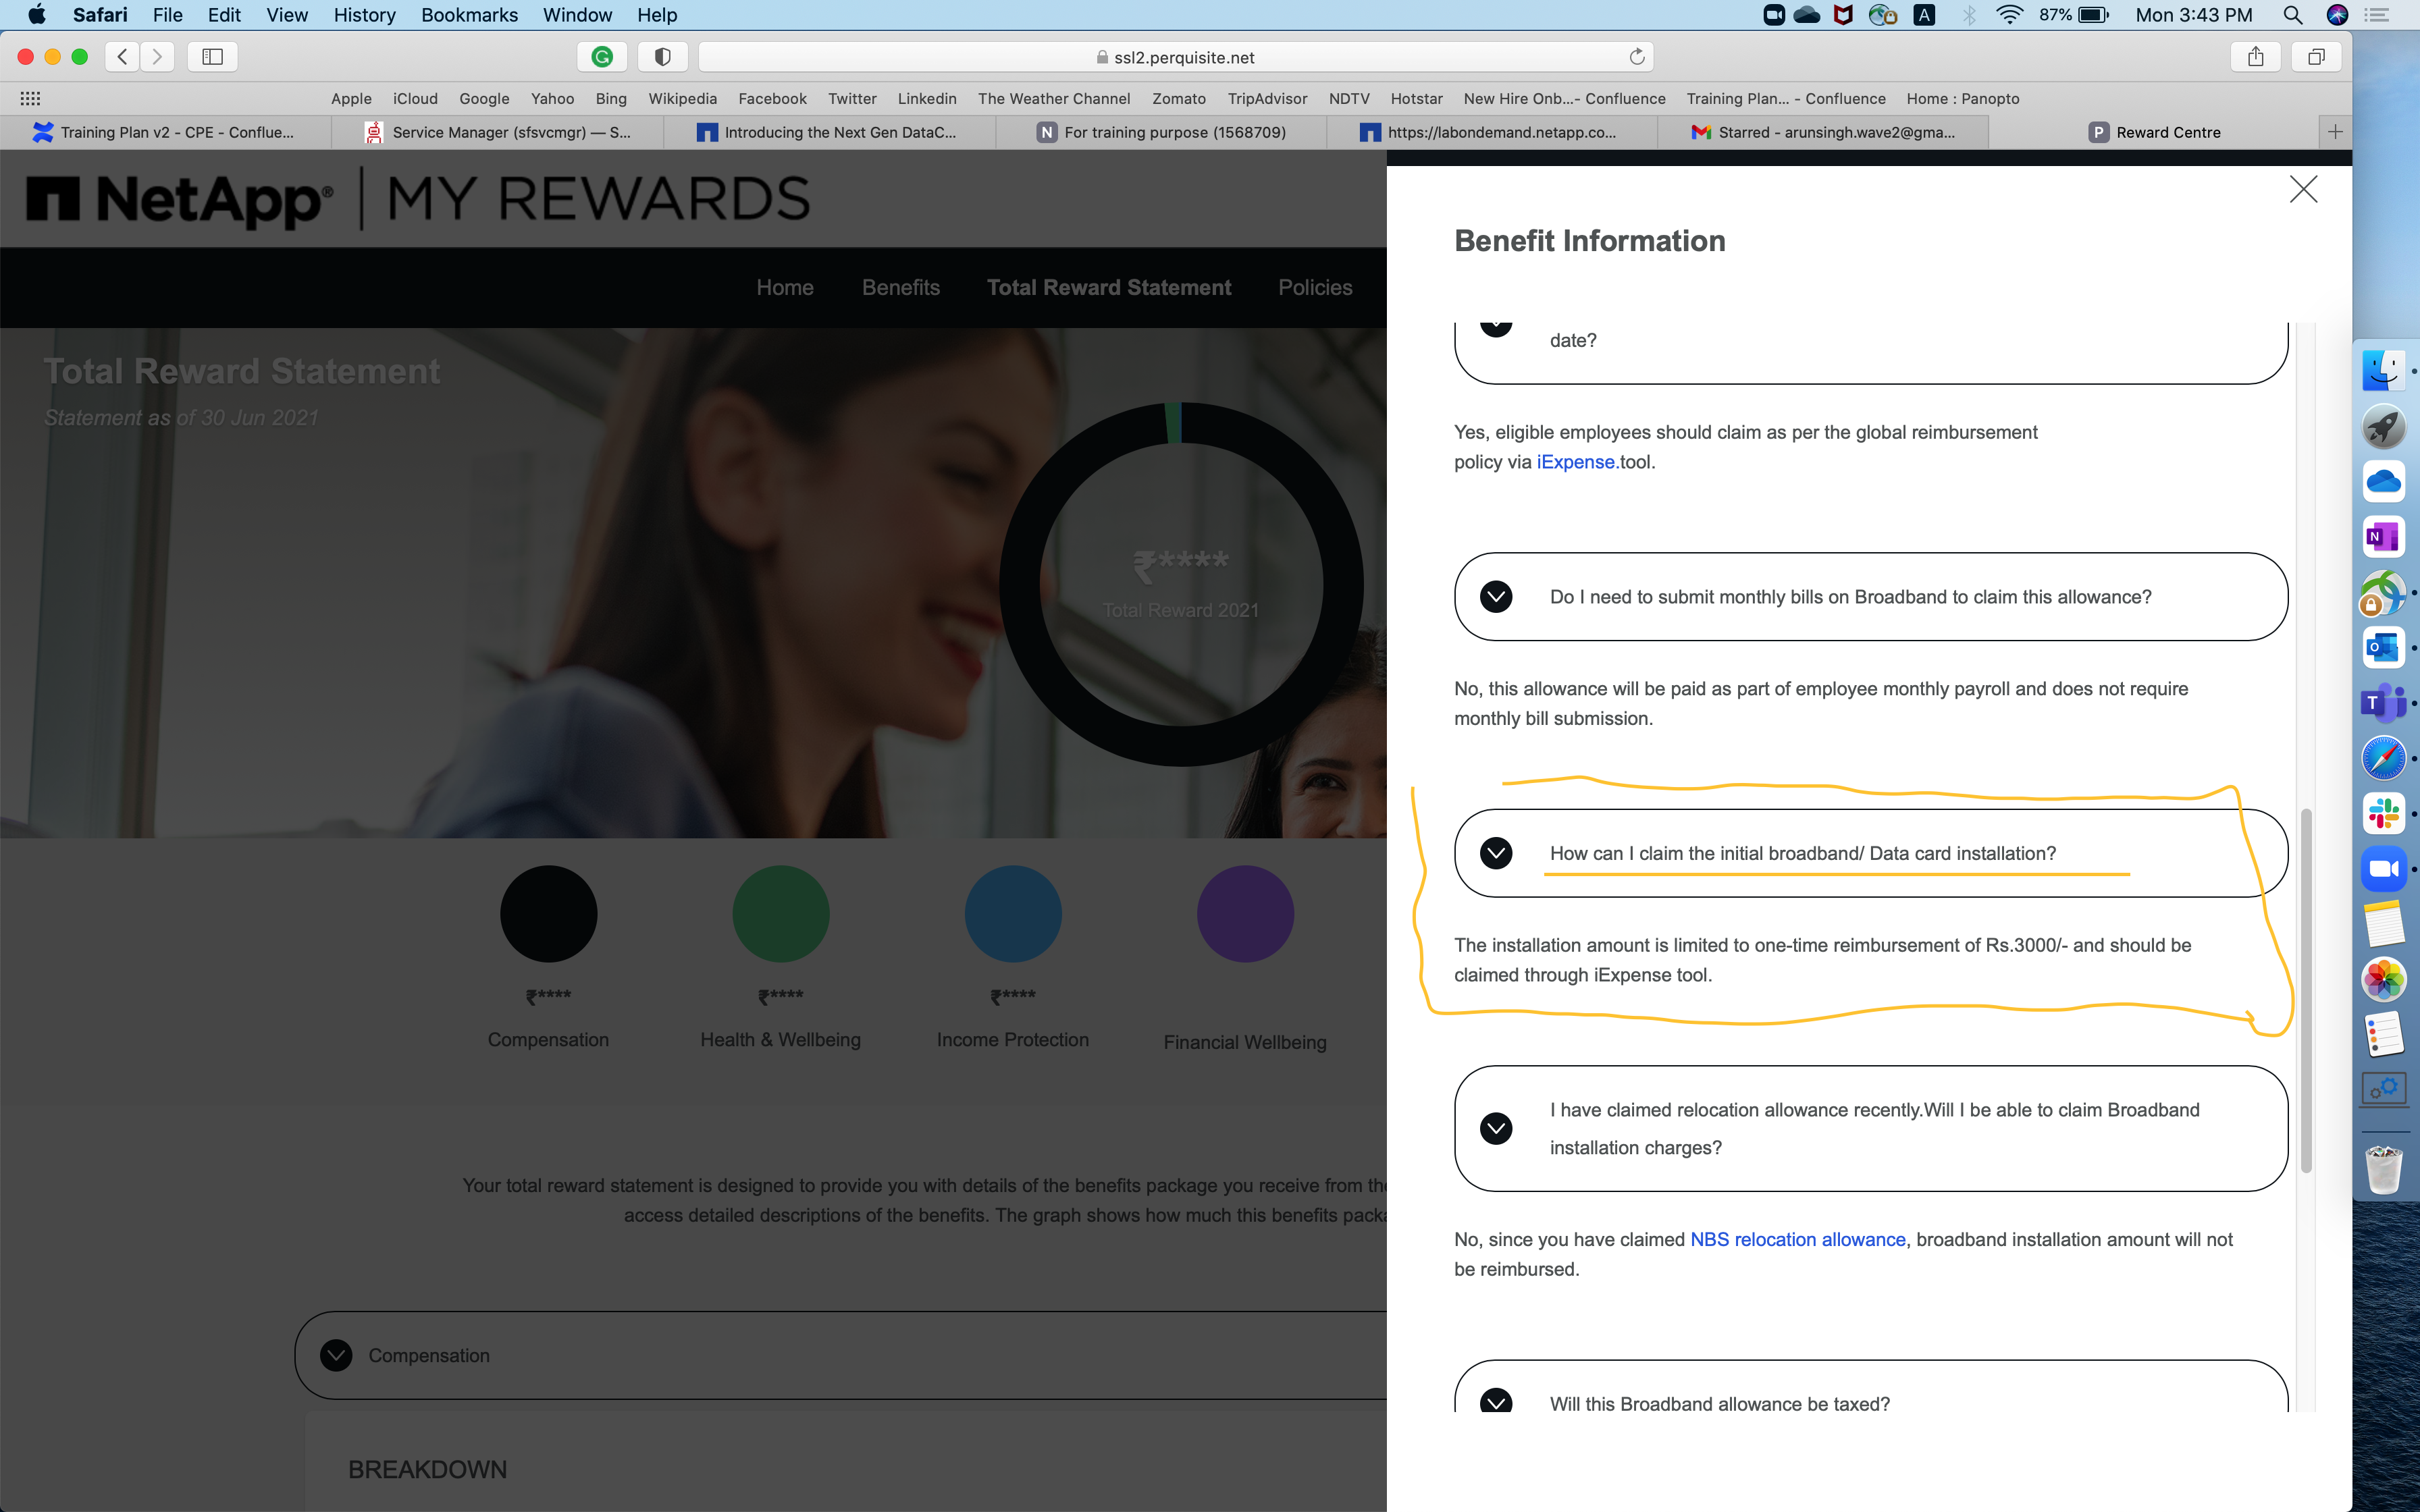 Safari File Edit View History Bookmarks Window Help
A 87% Mon 3:43 PM
ssl2.perquisite.net
Apple iCloud Google Yahoo Bing Wikipedia Facebook Twitter Linkedin The Weather Channel Zomato TripAdvisor NDTV Hotstar New Hire Onb...- Confluence Training Plan... - Confluence Home : Panopto
Training Plan v2 - CPE - Conflue...
Service Manager (sfsvcmgr) — S...
Introducing the Next Gen DataC...
N For training purpose (1568709)
https://labondemand.netapp.co...
Starred - arunsingh.wave2@gma...
P Reward Centre
NetApp® | MY REWARDS
Home Benefits Total Reward Statement Policies
Total Reward Statement
Statement as of 30 Jun 2021
₹****
Total Reward 2021
₹****
Compensation
₹****
Health & Wellbeing
₹****
Income Protection
Financial Wellbeing
Your total reward statement is designed to provide you with details of the benefits package you receive from
access detailed descriptions of the benefits. The graph shows how much this benefits
Compensation
BREAKDOWN
Benefit Information
date?
Yes, eligible employees should claim as per the global reimbursement
policy via iExpense.tool.
Do I need to submit monthly bills on Broadband to claim this allowance?
No, this allowance will be paid as part of employee monthly payroll and does not require
monthly bill submission.
How can I claim the initial broadband/ Data card installation?
The installation amount is limited to one-time reimbursement of Rs.3000/- and should be
claimed through iExpense tool.
I have claimed relocation allowance recently.Will I be able to claim Broadband
installation charges?
No, since you have claimed NBS relocation allowance, broadband installation amount will not
be reimbursed.
Will this Broadband allowance be taxed?